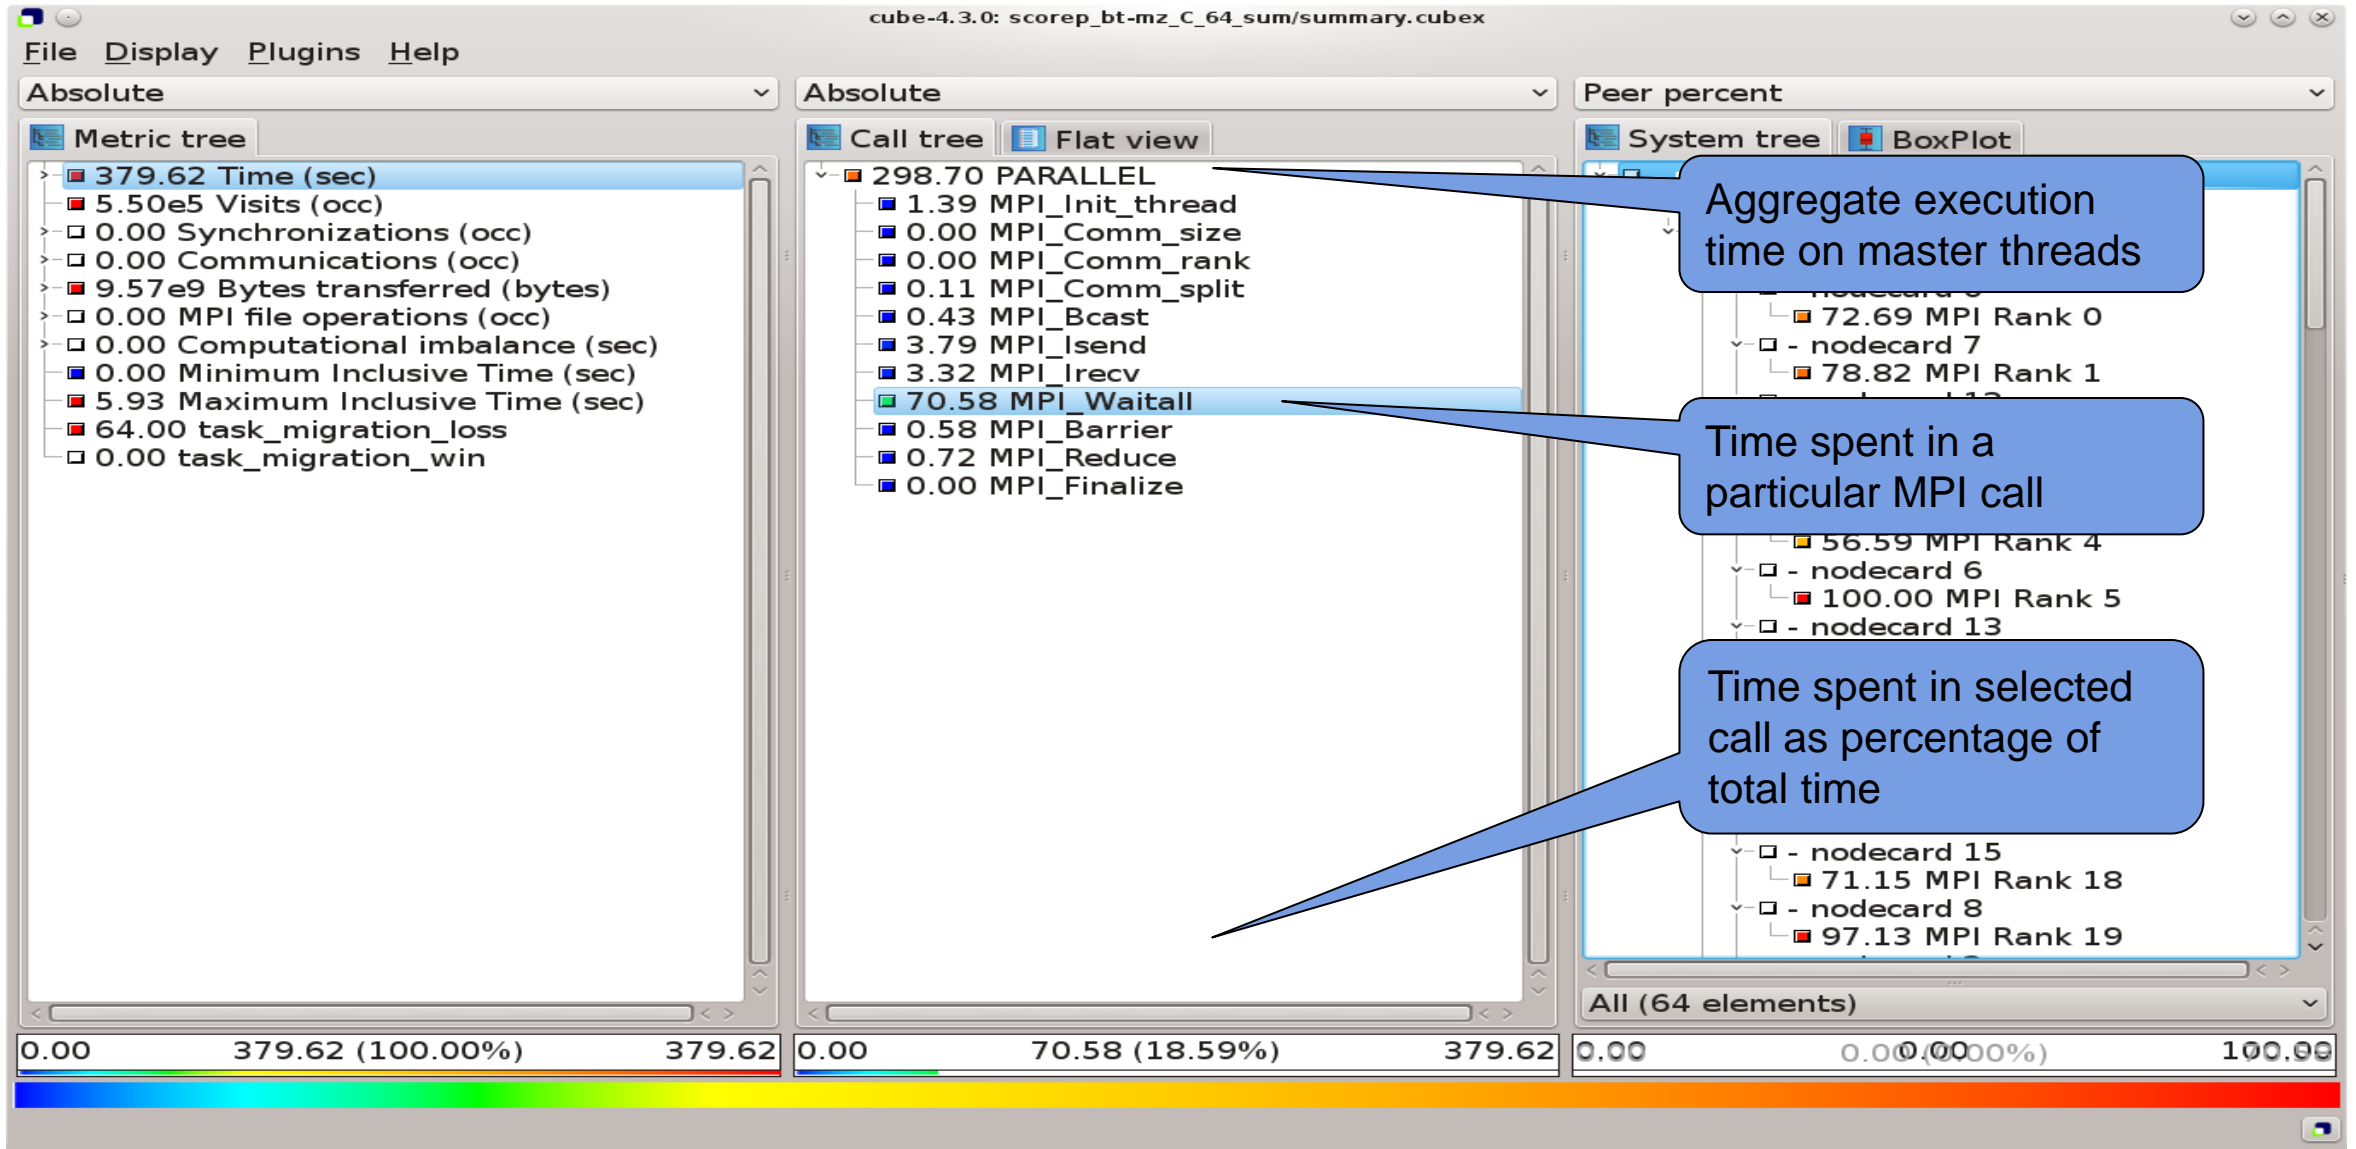 cube-4.3.0: scorep_bt-mz_C_64_sum/summary.cubex
File Display Plugins Help
Absolute
Metric tree
379.62 Time (sec)
5.50e5 Visits (occ)
0.00 Synchronizations (occ)
0.00 Communications (occ)
9.57e9 Bytes transferred (bytes)
0.00 MPI file operations (occ)
0.00 Computational imbalance (sec)
0.00 Minimum Inclusive Time (sec)
5.93 Maximum Inclusive Time (sec)
64.00 task_migration_loss
0.00 task_migration_win
0.00 379.62 (100.00%) 379.62
Absolute
Call tree Flat view
298.70 PARALLEL
1.39 MPI_Init_thread
0.00 MPI_Comm_size
0.00 MPI_Comm_rank
0.11 MPI_Comm_split
0.43 MPI_Bcast
3.79 MPI_Isend
3.32 MPI_Irecv
70.58 MPI_Waitall
0.58 MPI_Barrier
0.72 MPI_Reduce
0.00 MPI_Finalize
0.00 70.58 (18.59%) 379.62
Peer percent
System tree BoxPlot
Aggregate execution
time on master threads
72.69 MPI Rank 0
- nodecard 7
78.82 MPI Rank 1
Time spent in a
particular MPI call
56.59 MPI Rank 4
- nodecard 6
100.00 MPI Rank 5
- nodecard 13
Time spent in selected
call as percentage of
total time
- nodecard 15
71.15 MPI Rank 18
- nodecard 8
97.13 MPI Rank 19
All (64 elements)